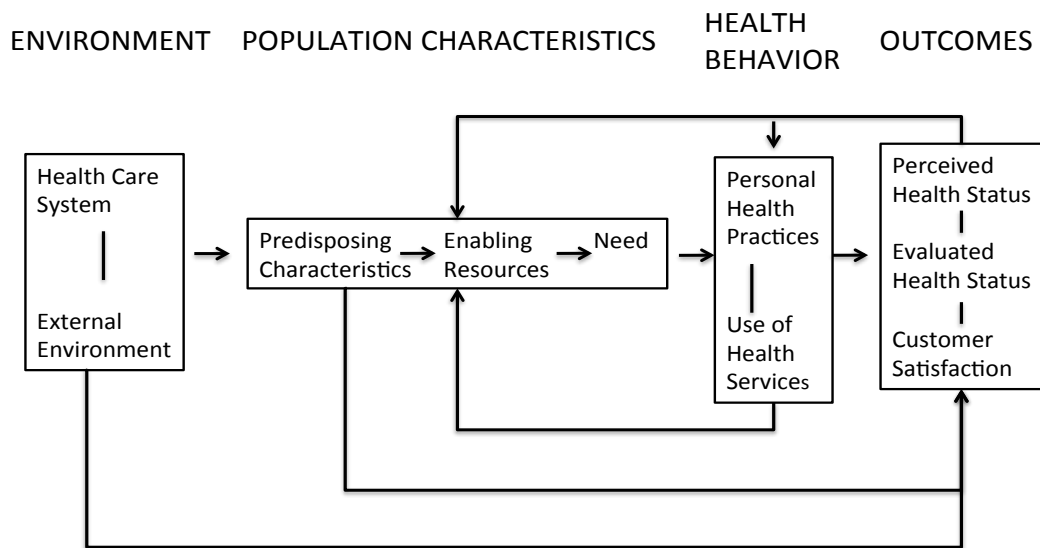 ENVIRONMENT
POPULATION CHARACTERISTICS
HEALTH
BEHAVIOR
OUTCOMES
Health Care
System
External
Environment
Predisposing
Characteristics
Enabling
Resources
Need
Personal
Health
Practices
Use of
Health
Services
Perceived
Health Status
Evaluated
Health Status
Customer
Satisfaction